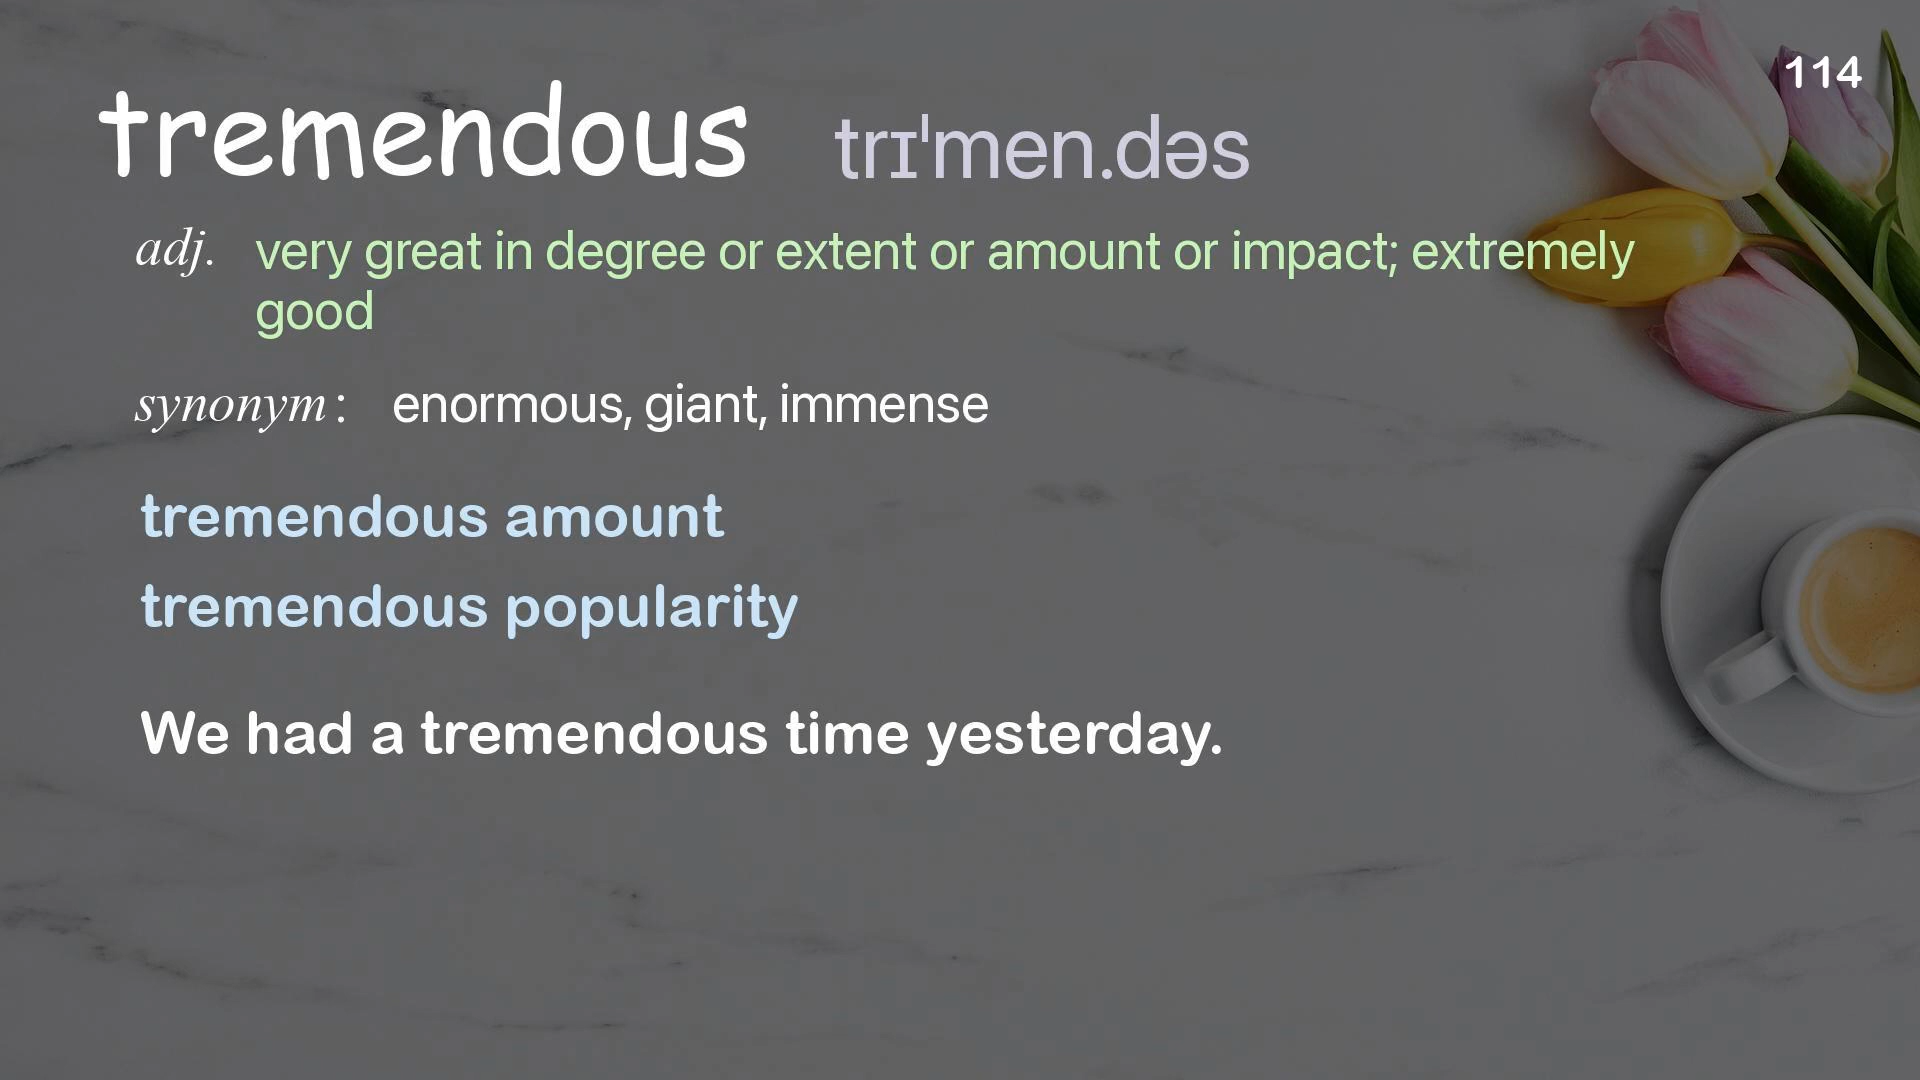 114
tremendous trɪˈmen.dəs
adj. very great in degree or extent or amount or impact; extremely
good
synonym: enormous, giant, immense
tremendous amount
tremendous popularity
We had a tremendous time yesterday.